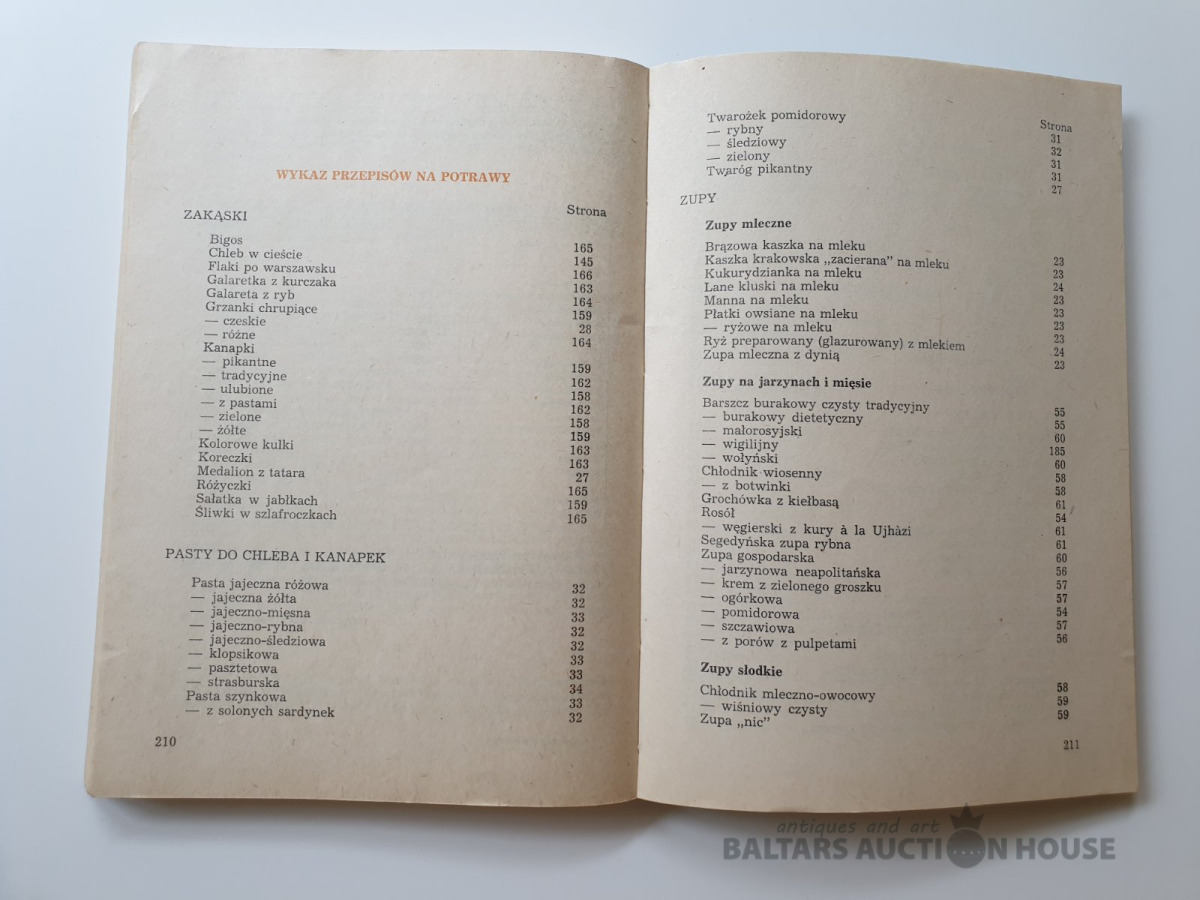 WYKAZ PRZEPISÓW NA POTRAWY
ZAKĄSKI Strona
Bigos 165
Chleb w cieście 145
Flaki po warszawsku 166
Galaretka z kurczaka 163
Galareta z ryb 164
Grzanki chrupiące 159
— czeskie 28
— różne 164
Kanapki
— pikantne 159
— tradycyjne 162
— ulubione 158
— z pastami 162
— zielone 158
— żółte 159
Kolorowe kulki 163
Koreczki 163
Medalion z tatara 27
Różyczki 165
Sałatka w jabłkach 159
Śliwki w szlafroczkach 165
PASTY DO CHLEBA I KANAPEK
Pasta jajeczna różowa 32
— jajeczna żółta 32
— jajeczno-mięsna 33
— jajeczno-rybna 32
— jajeczno-śledziowa 32
— klopsikowa 33
— pasztetowa 33
— strasburska 34
Pasta szynkowa 33
— z solonych sardynek 32
210
Strona
Twarożek pomidorowy 31
— rybny 32
— śledziowy 31
— zielony 31
Twaróg pikantny 27
ZUPY
Zupy mleczne
Brązowa kaszka na mleku 23
Kaszka krakowska „zacierana” na mleku 23
Kukurydzianka na mleku 24
Lane kluski na mleku 23
Manna na mleku 23
Płatki owsiane na mleku 23
— ryżowe na mleku 23
Ryż preparowany (glazurowany) z mlekiem 24
Zupa mleczna z dynią 23
Zupy na jarzynach i mięsie
Barszcz burakowy czysty tradycyjny 55
— burakowy dietetyczny 55
— małorosyjski 60
— wigilijny 185
— wołyński 60
Chłodnik wiosenny 58
— z botwinki 58
Grochówka z kiełbasą 61
Rosół 54
— węgierski z kury à la Ujhàzi 61
Segedyńska zupa rybna 61
Zupa gospodarska 60
— jarzynowa neapolitańska 56
— krem z zielonego groszku 57
— ogórkowa 57
— pomidorowa 54
— szczawiowa 57
— z porów z pulpetami 56
Zupy słodkie
Chłodnik mleczno-owocowy 58
— wiśniowy czysty 59
Zupa „nic” 59
211
antiques and art
BALTARS AUCTION HOUSE